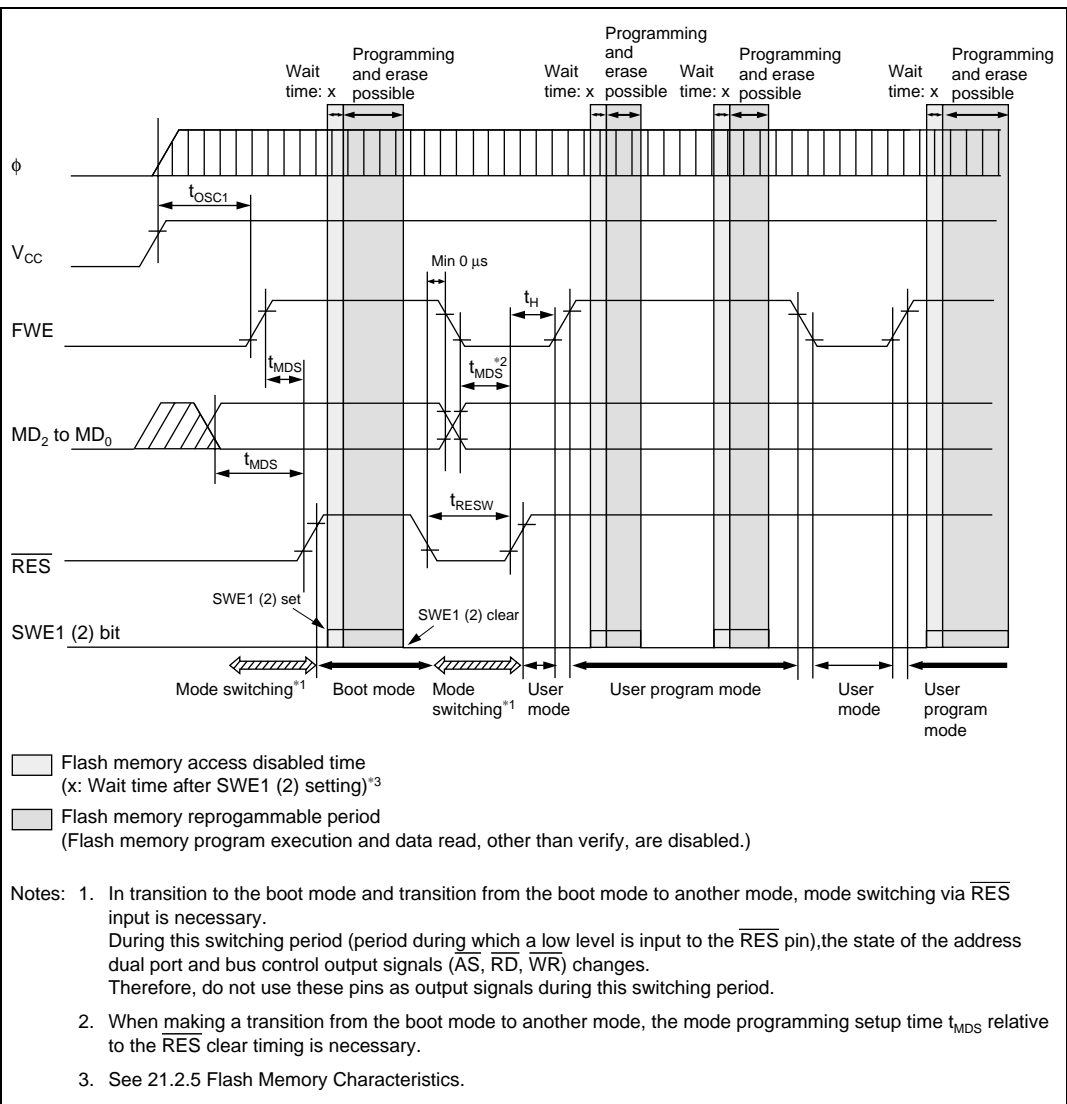 Programming and erase possible
Wait time: x
Programming and erase possible
Wait time: x
Programming and erase possible
Wait time: x
Programming and erase possible
Wait time: x
ϕ
tOSC1
VCC
Min 0 μs
FWE
tH
tMDS
tMDS*2
MD2 to MD0
tMDS
tRESW
RES
SWE1 (2) set
SWE1 (2) clear
SWE1 (2) bit
Mode switching*1
Boot mode
Mode switching*1
User mode
User program mode
User mode
User program mode
Flash memory access disabled time
(x: Wait time after SWE1 (2) setting)*3
Flash memory reprogammable period
(Flash memory program execution and data read, other than verify, are disabled.)
Notes: 1. In transition to the boot mode and transition from the boot mode to another mode, mode switching via RES
input is necessary.
During this switching period (period during which a low level is input to the RES pin),the state of the address
dual port and bus control output signals (AS, RD, WR) changes.
Therefore, do not use these pins as output signals during this switching period.
2. When making a transition from the boot mode to another mode, the mode programming setup time tMDS relative
to the RES clear timing is necessary.
3. See 21.2.5 Flash Memory Characteristics.